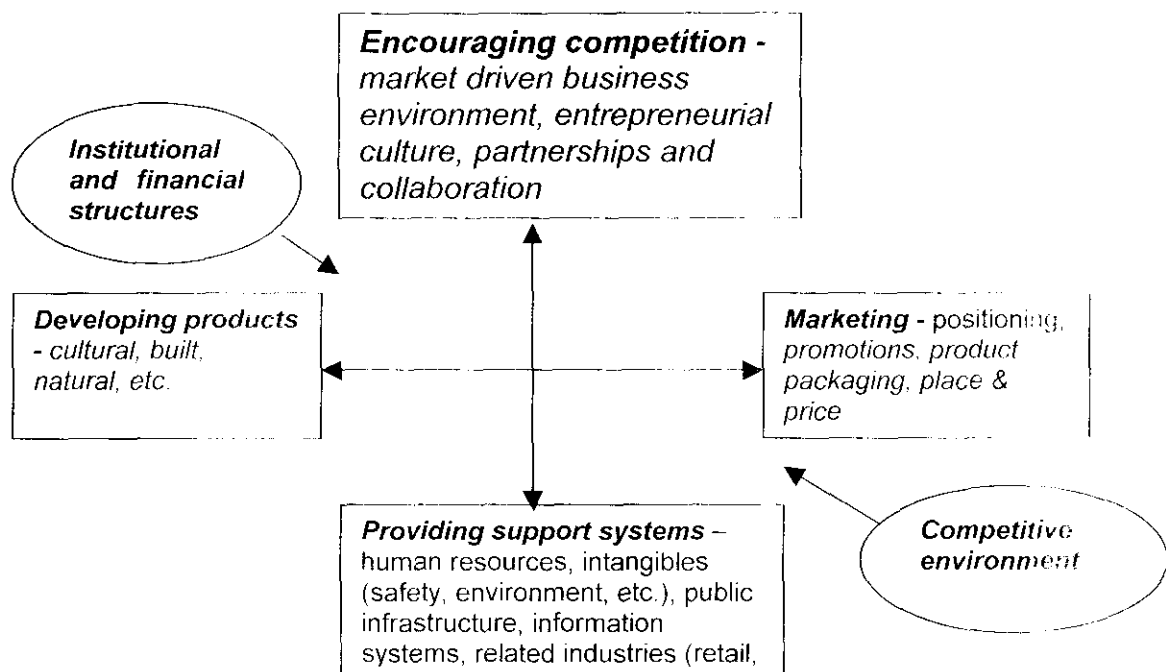 Encouraging competition -
market driven business
environment, entrepreneurial
culture, partnerships and
collaboration
Institutional
and financial
structures
Developing products
- cultural, built,
natural, etc.
Marketing - positioning,
promotions, product
packaging, place &
price
Providing support systems –
human resources, intangibles
(safety, environment, etc.), public
infrastructure, information
systems, related industries (retail,
Competitive
environment